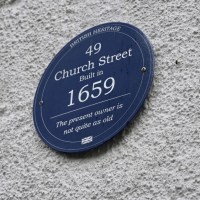 BRITISH HERITAGE
49
Church Street
Built in
1659
The present owner is
not quite as old